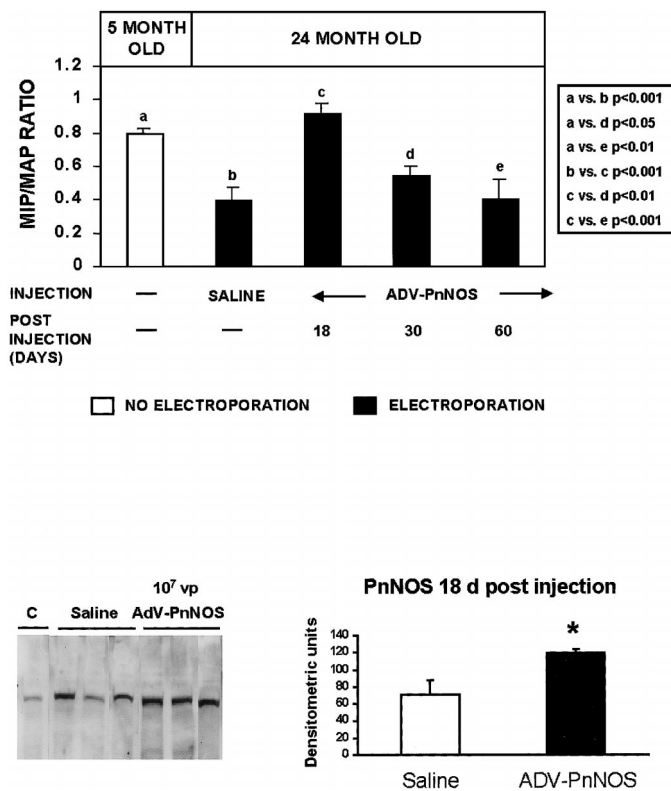 5 MONTH OLD
24 MONTH OLD
MIP/MAP RATIO
1.2
1
0.8
0.6
0.4
0.2
0
a
b
c
d
e
a vs. b p<0.001
a vs. d p<0.05
a vs. e p<0.01
b vs. c p<0.001
c vs. d p<0.01
c vs. e p<0.001
INJECTION — SALINE ADV-PnNOS
POST
INJECTION
(DAYS)
— — 18 30 60
NO ELECTROPORATION ELECTROPORATION
10⁷ vp
C Saline AdV-PnNOS
PnNOS 18 d post injection
Densitometric units
140
120
100
80
60
40
20
0
*
Saline ADV-PnNOS